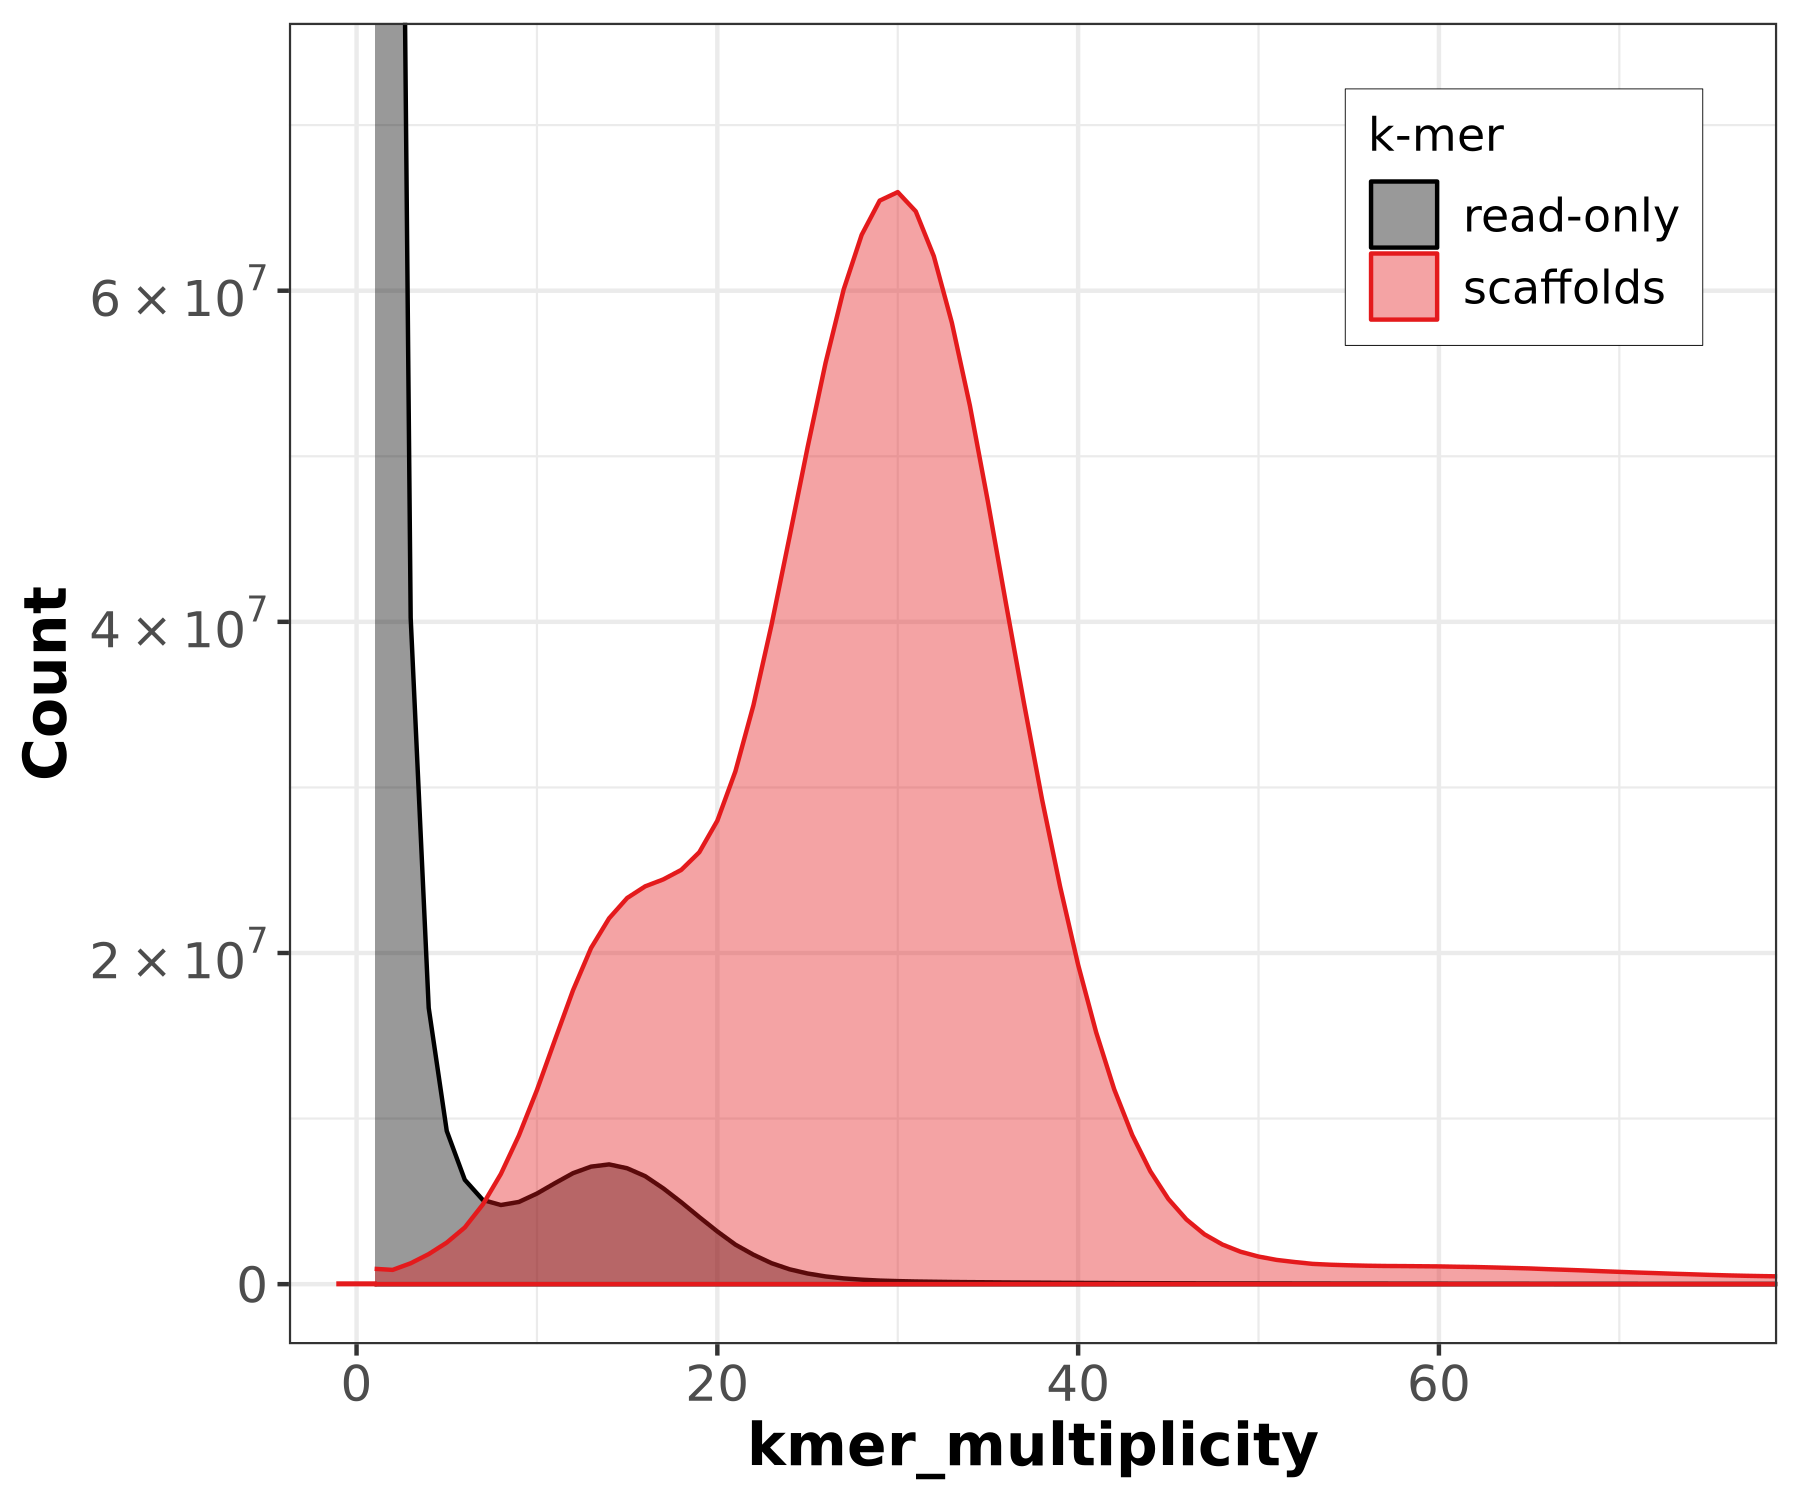 k-mer
read-only
scaffolds
6 × 10⁷
4 × 10⁷
2 × 10⁷
0
Count
0 20 40 60
kmer_multiplicity